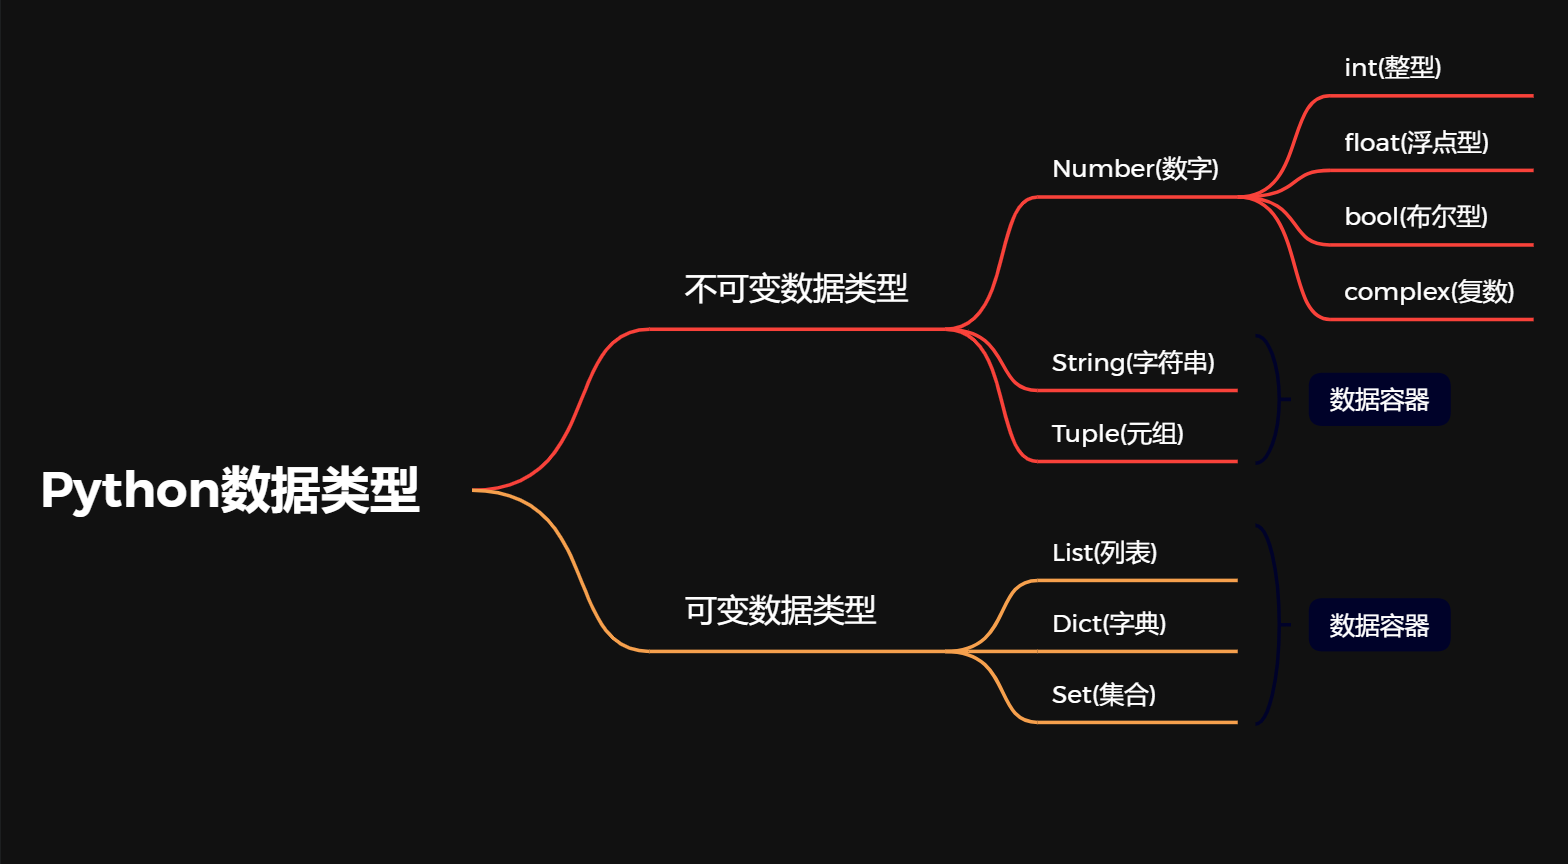 Python数据类型
不可变数据类型
Number(数字)
int(整型)
float(浮点型)
bool(布尔型)
complex(复数)
String(字符串)
Tuple(元组)
数据容器
可变数据类型
List(列表)
Dict(字典)
Set(集合)
数据容器